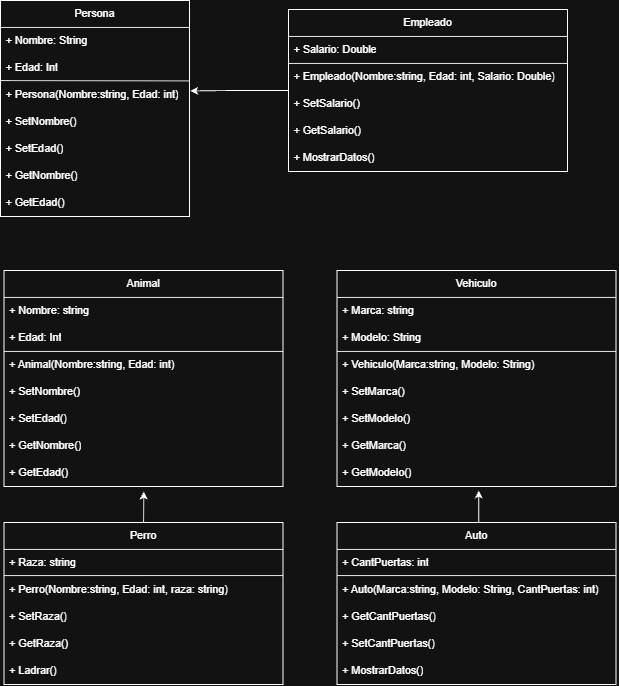 Persona
+ Nombre: String
+ Edad: Int
+ Persona(Nombre:string, Edad: int)
+ SetNombre()
+ SetEdad()
+ GetNombre()
+ GetEdad()
Empleado
+ Salario: Double
+ Empleado(Nombre:string, Edad: int, Salario: Double)
+ SetSalario()
+ GetSalario()
+ MostrarDatos()
Animal
+ Nombre: string
+ Edad: Int
+ Animal(Nombre:string, Edad: int)
+ SetNombre()
+ SetEdad()
+ GetNombre()
+ GetEdad()
Vehiculo
+ Marca: string
+ Modelo: String
+ Vehiculo(Marca:string, Modelo: String)
+ SetMarca()
+ SetModelo()
+ GetMarca()
+ GetModelo()
Perro
+ Raza: string
+ Perro(Nombre:string, Edad: int, raza: string)
+ SetRaza()
+ GetRaza()
+ Ladrar()
Auto
+ CantPuertas: int
+ Auto(Marca:string, Modelo: String, CantPuertas: int)
+ GetCantPuertas()
+ SetCantPuertas()
+ MostrarDatos()